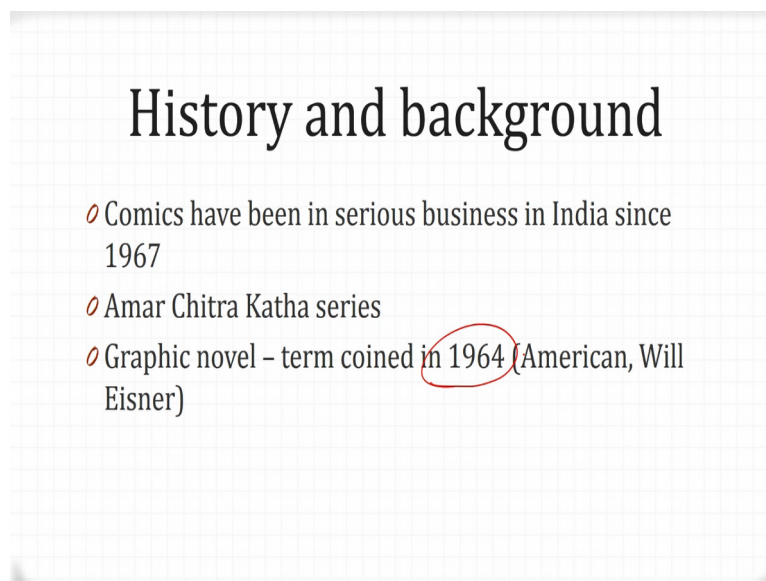 History and background
Comics have been in serious business in India since
1967
Amar Chitra Katha series
Graphic novel – term coined in 1964 (American, Will
Eisner)